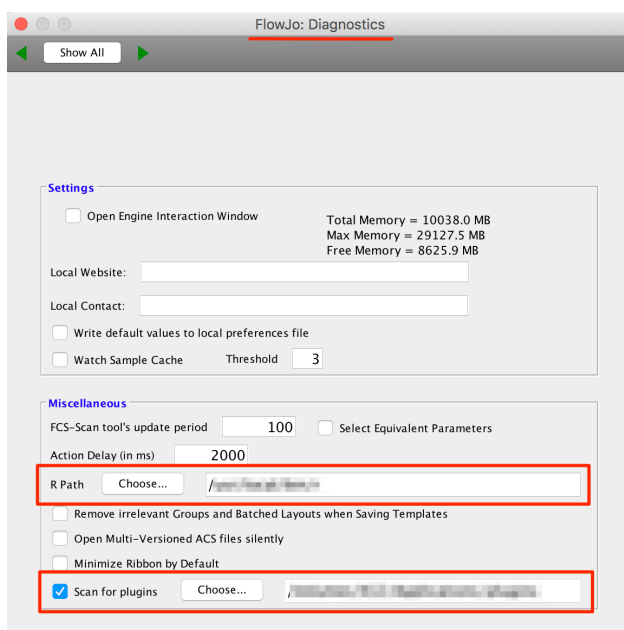 FlowJo: Diagnostics
Show All
Settings
Open Engine Interaction Window
Total Memory = 10038.0 MB
Max Memory = 29127.5 MB
Free Memory = 8625.9 MB
Local Website:
Local Contact:
Write default values to local preferences file
Watch Sample Cache Threshold 3
Miscellaneous
FCS-Scan tool's update period 100 Select Equivalent Parameters
Action Delay (in ms) 2000
R Path Choose... /
Remove irrelevant Groups and Batched Layouts when Saving Templates
Open Multi-Versioned ACS files silently
Minimize Ribbon by Default
Scan for plugins Choose... /